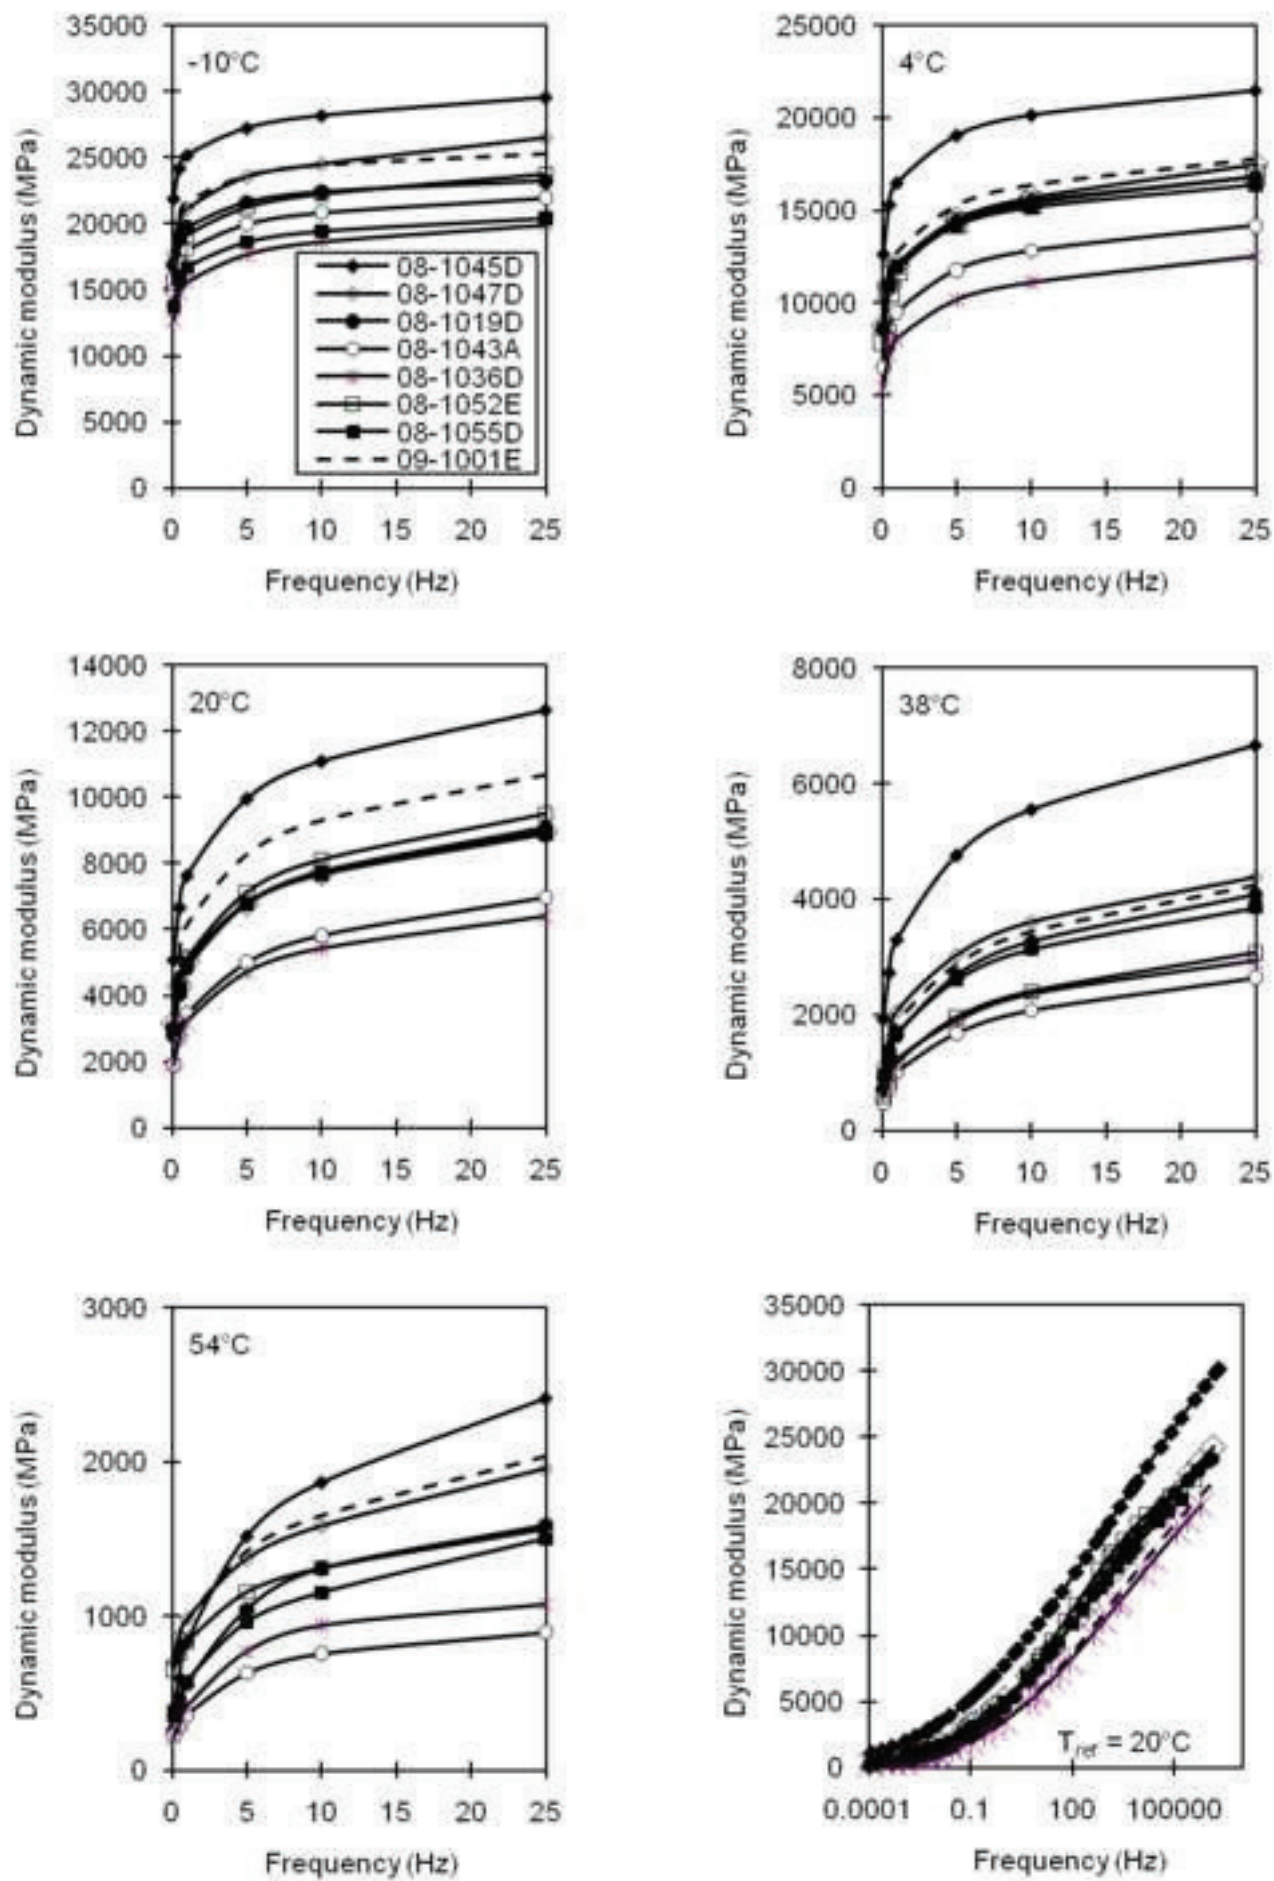 -10°C
Dynamic modulus (MPa)
35000
30000
25000
20000
15000
10000
5000
0
08-1045D
08-1047D
08-1019D
08-1043A
08-1036D
08-1052E
08-1055D
09-1001E
0 5 10 15 20 25
Frequency (Hz)
4°C
Dynamic modulus (MPa)
25000
20000
15000
10000
5000
0
0 5 10 15 20 25
Frequency (Hz)
20°C
Dynamic modulus (MPa)
14000
12000
10000
8000
6000
4000
2000
0
0 5 10 15 20 25
Frequency (Hz)
38°C
Dynamic modulus (MPa)
8000
6000
4000
2000
0
0 5 10 15 20 25
Frequency (Hz)
54°C
Dynamic modulus (MPa)
3000
2000
1000
0
0 5 10 15 20 25
Frequency (Hz)
Dynamic modulus (MPa)
35000
30000
25000
20000
15000
10000
5000
0
Tref = 20°C
0.0001 0.1 100 100000
Frequency (Hz)